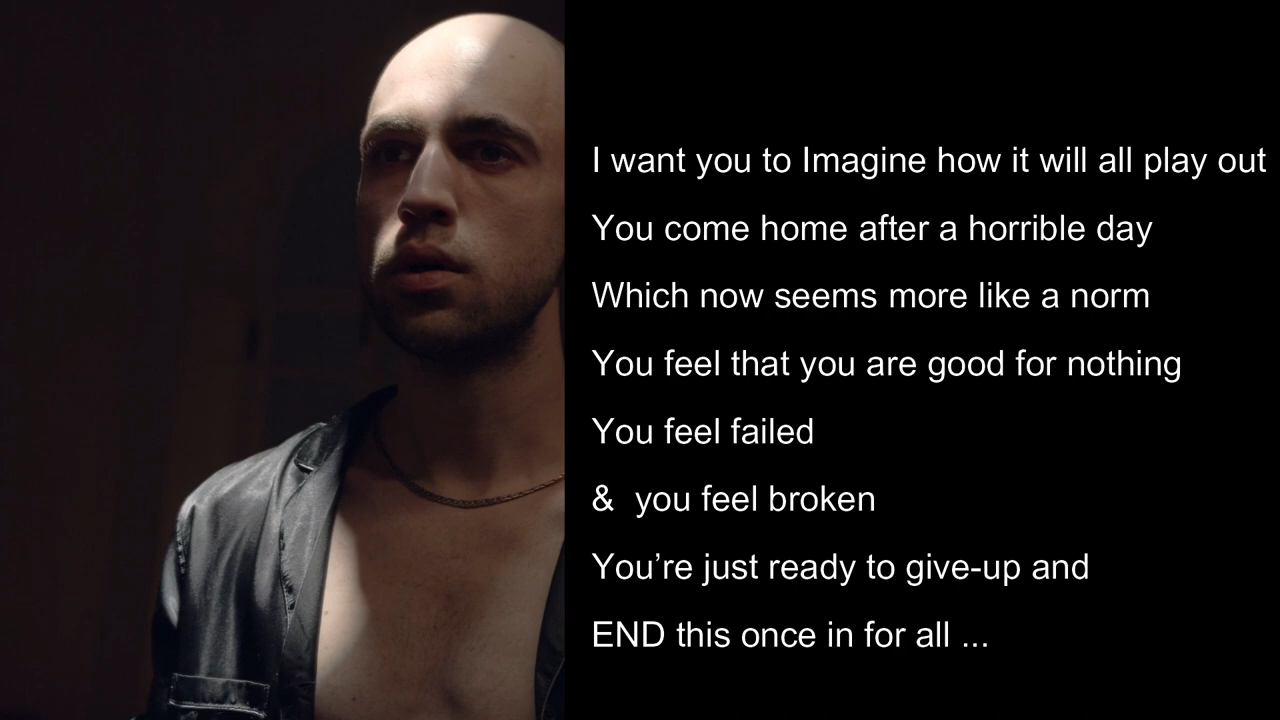 I want you to Imagine how it will all play out
You come home after a horrible day
Which now seems more like a norm
You feel that you are good for nothing
You feel failed
&  you feel broken
You’re just ready to give-up and
END this once in for all ...